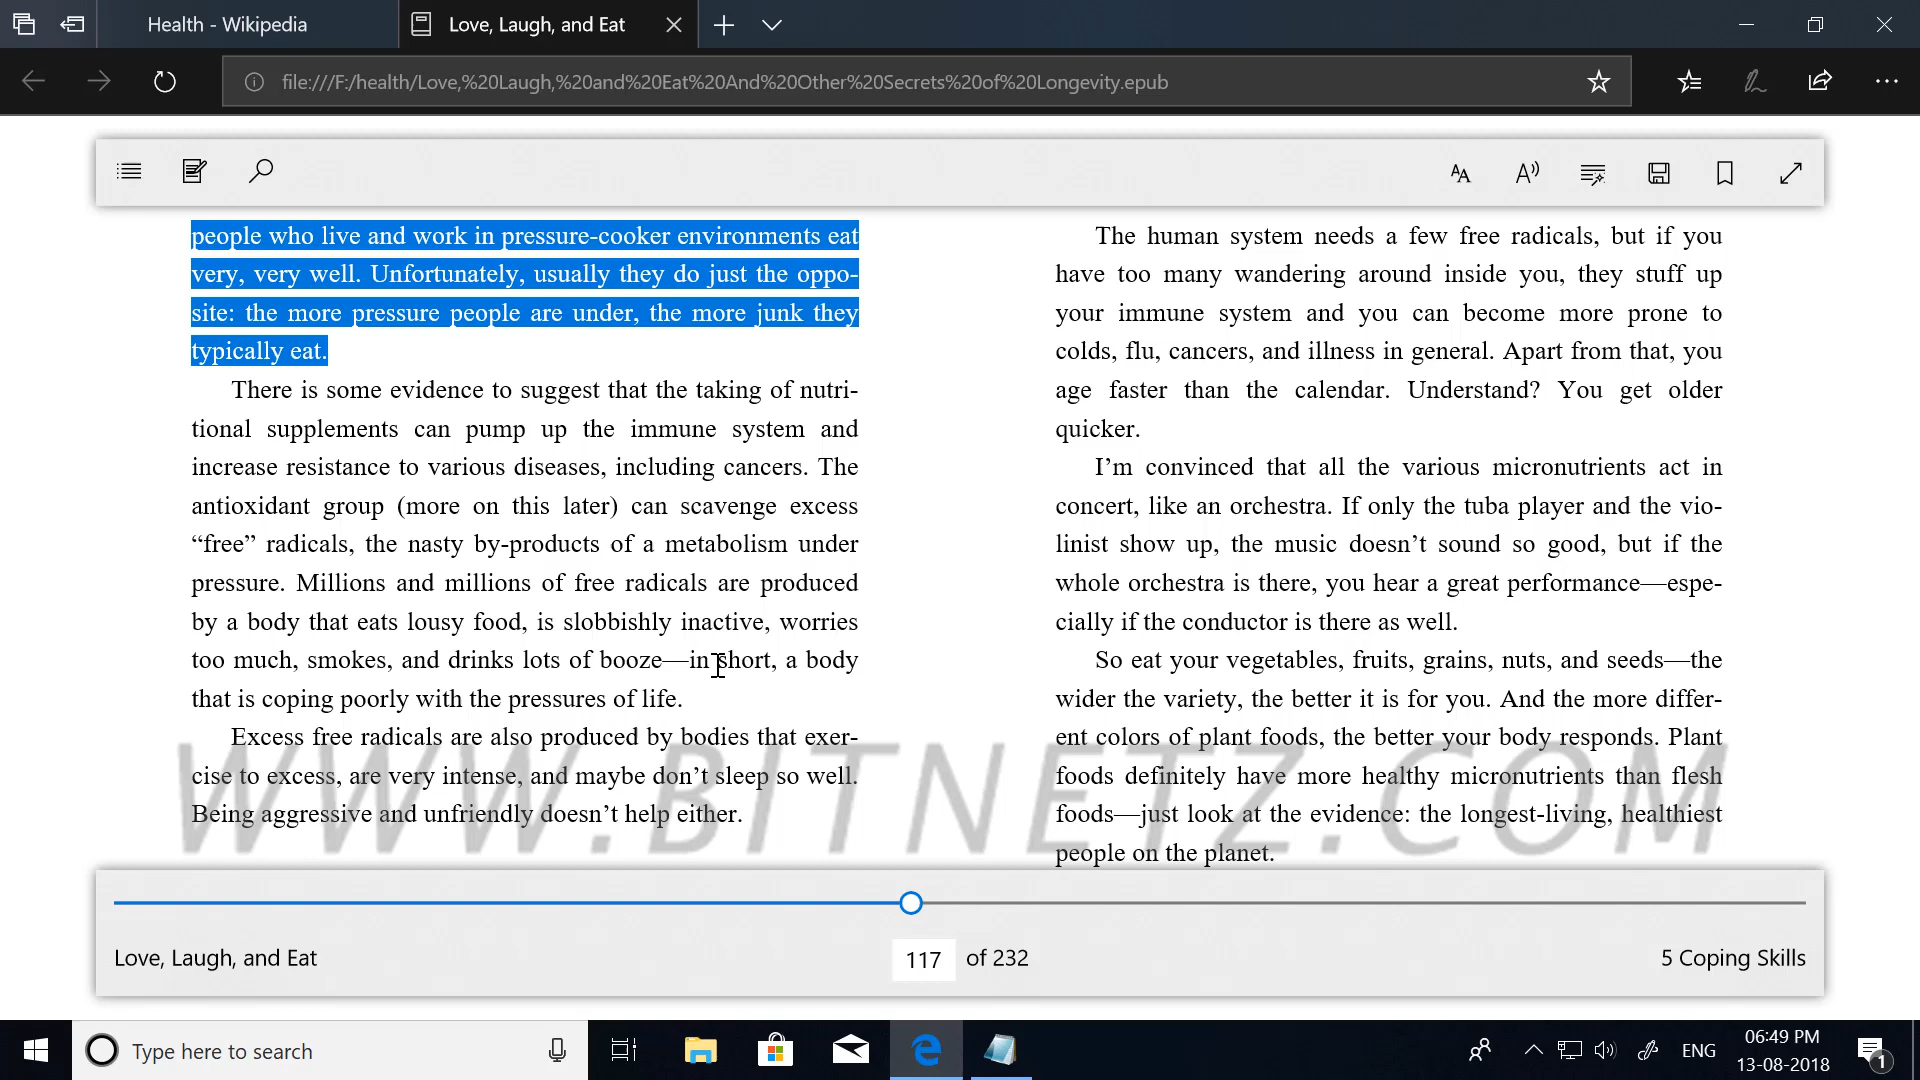 Health - Wikipedia
Love, Laugh, and Eat
file:///F:/health/Love,%20Laugh,%20and%20Eat%20And%20Other%20Secrets%20of%20Longevity.epub
people who live and work in pressure-cooker environments eat
very, very well. Unfortunately, usually they do just the oppo-
site: the more pressure people are under, the more junk they
typically eat.
There is some evidence to suggest that the taking of nutri-
tional supplements can pump up the immune system and
increase resistance to various diseases, including cancers. The
antioxidant group (more on this later) can scavenge excess
“free” radicals, the nasty by-products of a metabolism under
pressure. Millions and millions of free radicals are produced
by a body that eats lousy food, is slobbishly inactive, worries
too much, smokes, and drinks lots of booze—in short, a body
that is coping poorly with the pressures of life.
Excess free radicals are also produced by bodies that exer-
cise to excess, are very intense, and maybe don’t sleep so well.
Being aggressive and unfriendly doesn’t help either.
The human system needs a few free radicals, but if you
have too many wandering around inside you, they stuff up
your immune system and you can become more prone to
colds, flu, cancers, and illness in general. Apart from that, you
age faster than the calendar. Understand? You get older
quicker.
I’m convinced that all the various micronutrients act in
concert, like an orchestra. If only the tuba player and the vio-
linist show up, the music doesn’t sound so good, but if the
whole orchestra is there, you hear a great performance—espe-
cially if the conductor is there as well.
So eat your vegetables, fruits, grains, nuts, and seeds—the
wider the variety, the better it is for you. And the more differ-
ent colors of plant foods, the better your body responds. Plant
foods definitely have more healthy micronutrients than flesh
foods—just look at the evidence: the longest-living, healthiest
people on the planet.
WWW.BITNETZ.COM
Love, Laugh, and Eat
117 of 232
5 Coping Skills
Type here to search
ENG
06:49 PM
13-08-2018
1